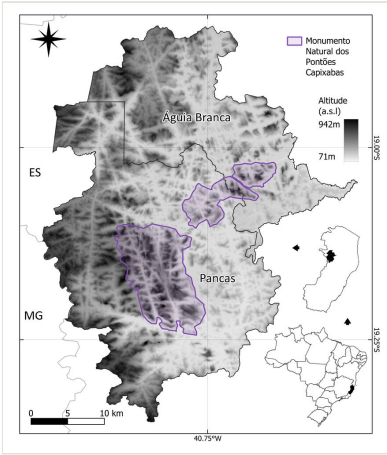 Monumento
Natural dos
Pontões
Capixabas
Altitude
(a.s.l)
942m
71m
Águia Branca
19.00°S
ES
Pancas
MG
19.25°S
0 5 10 km
40.75°W